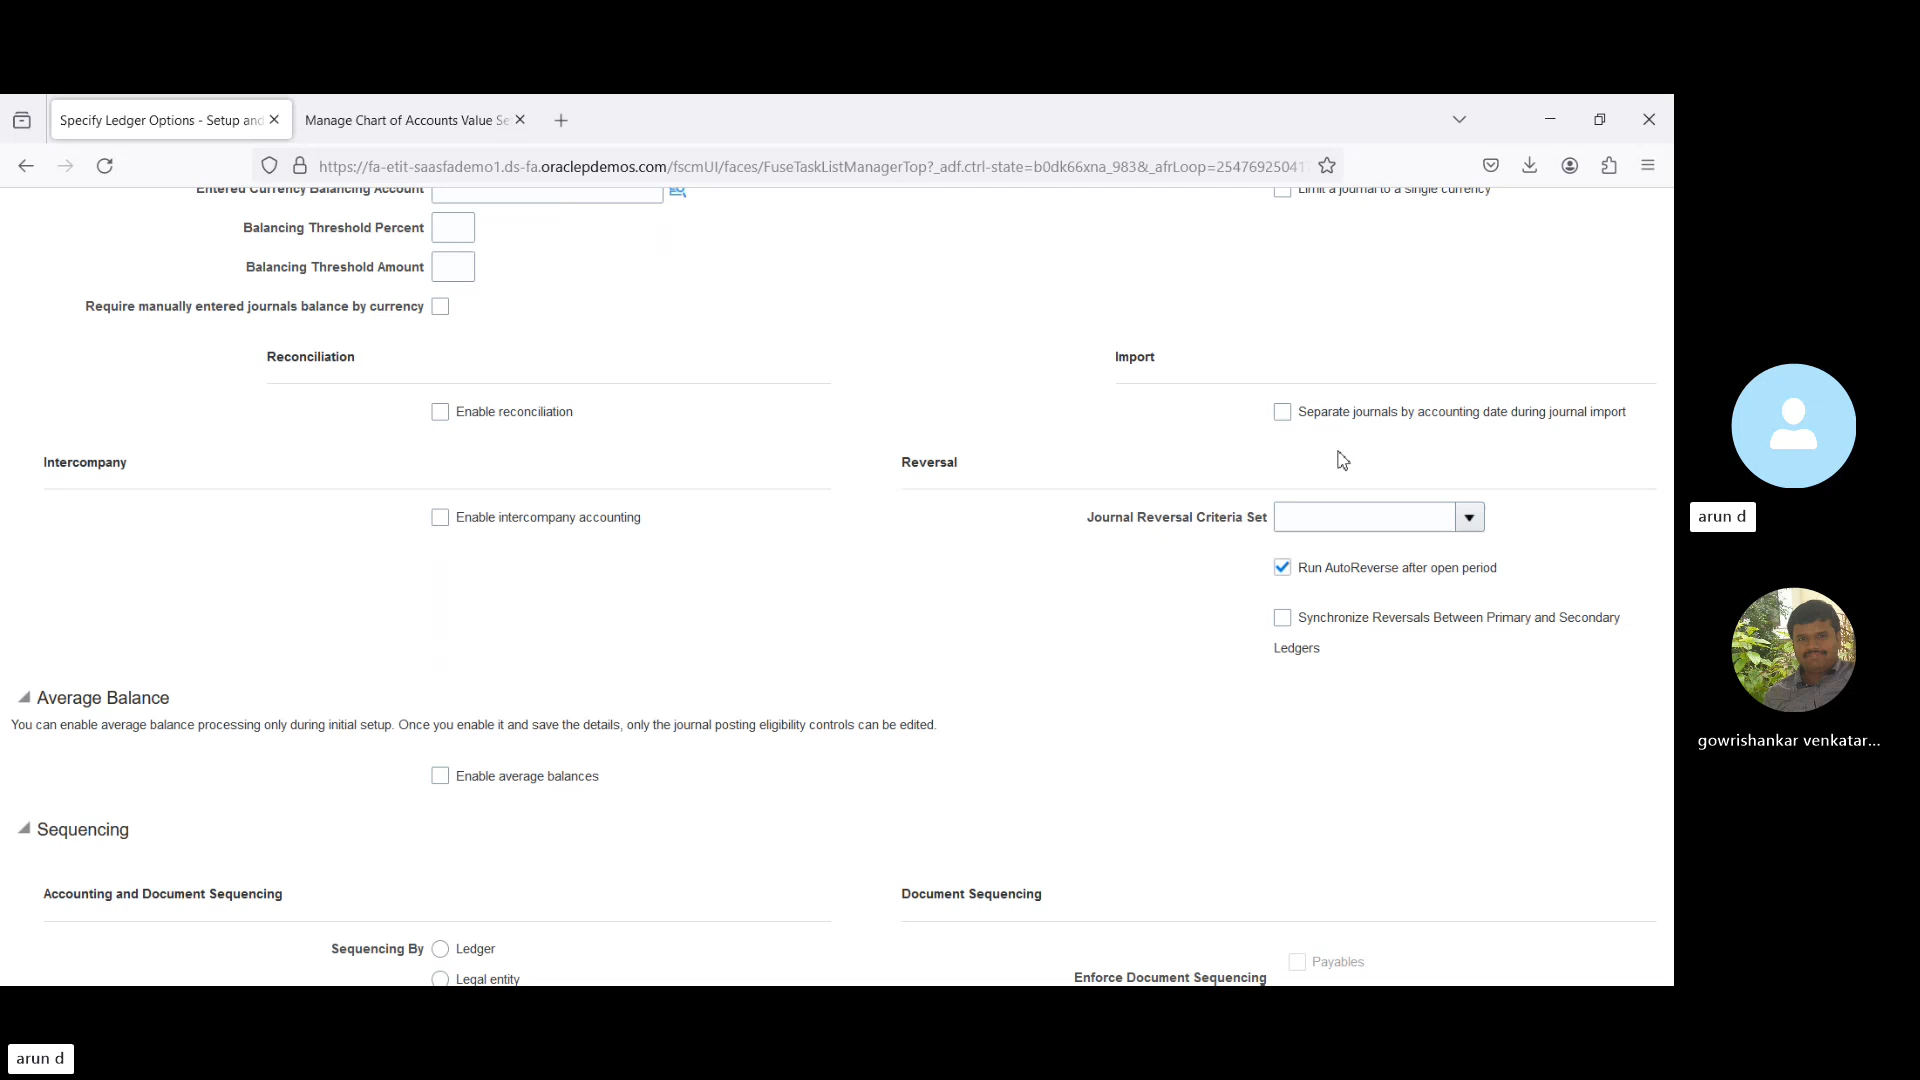 Specify Ledger Options - Setup and
Manage Chart of Accounts Value Se
https://fa-etit-saasfademo1.ds-fa.oraclepdemos.com/fscmUI/faces/FuseTaskListManagerTop?_adf.ctrl-state=b0dk66xna_983&_afrLoop=254769250417
Entered Currency Balancing Account
Limit a journal to a single currency
Balancing Threshold Percent
Balancing Threshold Amount
Require manually entered journals balance by currency
Reconciliation
Import
Enable reconciliation
Separate journals by accounting date during journal import
Intercompany
Reversal
Enable intercompany accounting
Journal Reversal Criteria Set
Run AutoReverse after open period
Synchronize Reversals Between Primary and Secondary
Ledgers
Average Balance
You can enable average balance processing only during initial setup. Once you enable it and save the details, only the journal posting eligibility controls can be edited.
Enable average balances
Sequencing
Accounting and Document Sequencing
Document Sequencing
Sequencing By
Ledger
Legal entity
Enforce Document Sequencing
Payables
arun d
gowrishankar venkatar...
arun d